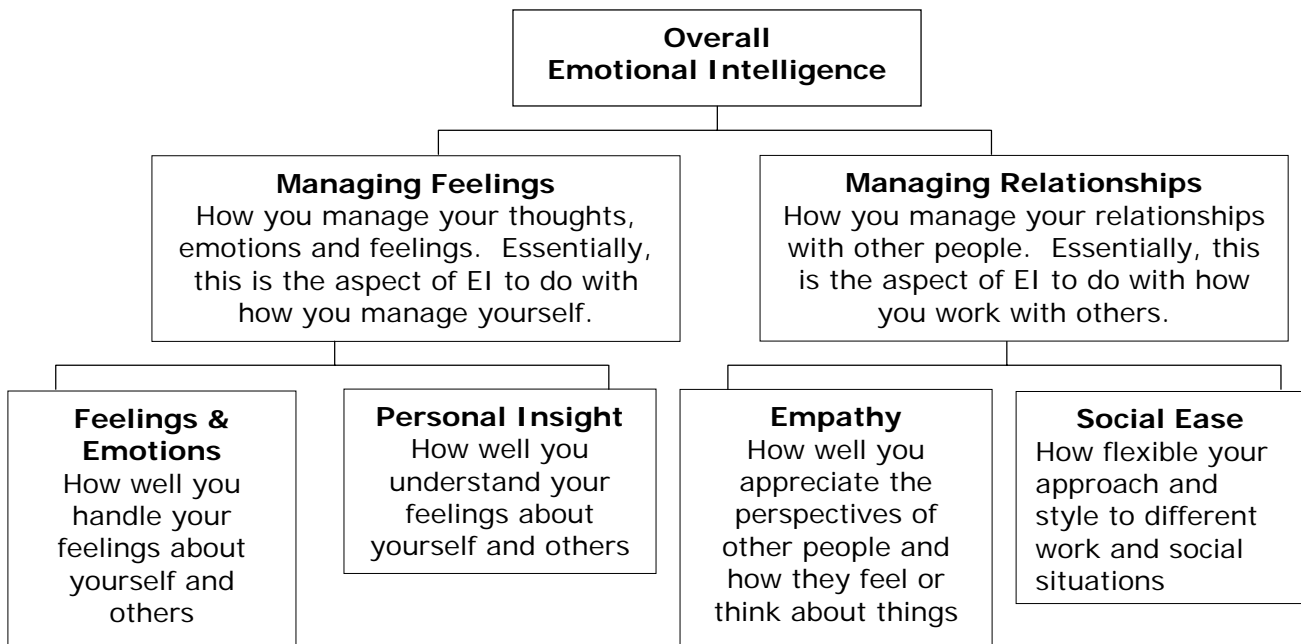 Overall
Emotional Intelligence
Managing Feelings
How you manage your thoughts,
emotions and feelings.  Essentially,
this is the aspect of EI to do with
how you manage yourself.
Managing Relationships
How you manage your relationships
with other people.  Essentially, this
is the aspect of EI to do with how
you work with others.
Feelings &
Emotions
How well you
handle your
feelings about
yourself and
others
Personal Insight
How well you
understand your
feelings about
yourself and others
Empathy
How well you
appreciate the
perspectives of
other people and
how they feel or
think about things
Social Ease
How flexible your
approach and
style to different
work and social
situations